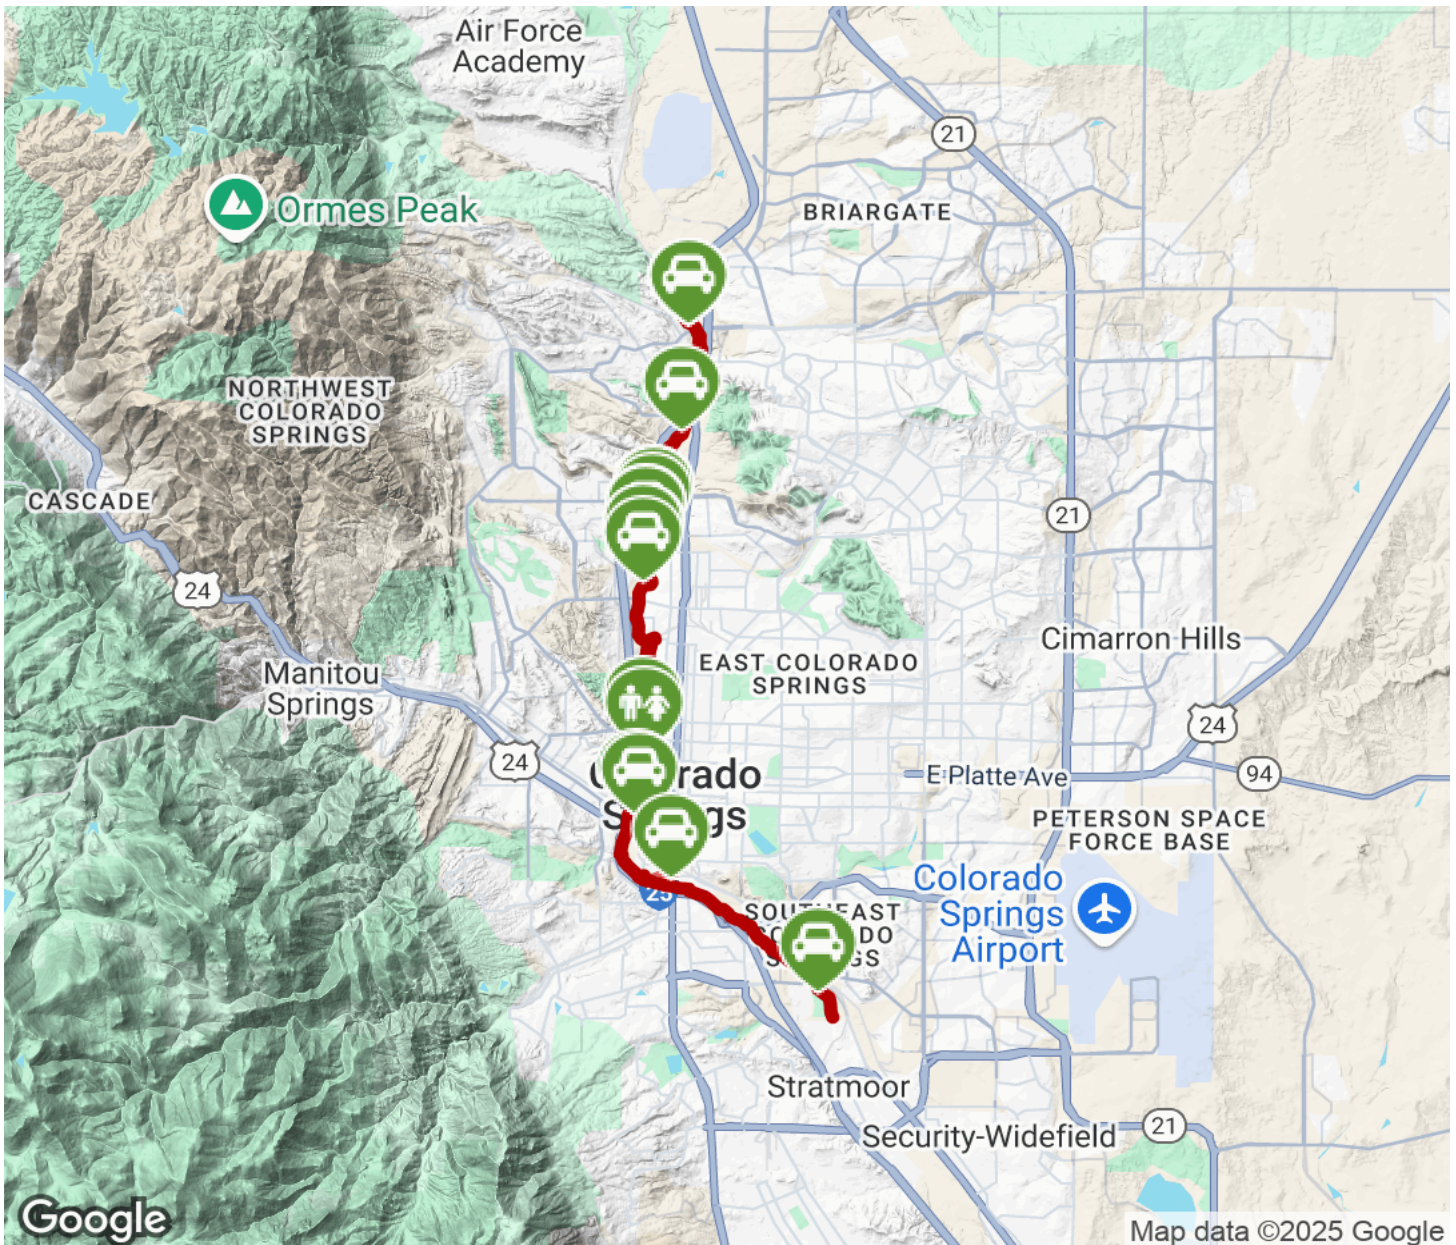 Air Force
Academy
21
Ormes Peak
BRIARGATE
NORTHWEST
COLORADO
SPRINGS
CASCADE
21
24
Cimarron Hills
EAST COLORADO
SPRINGS
Manitou
Springs
24
24
94
E Platte Ave
PETERSON SPACE
FORCE BASE
Colorado
Springs
Airport
25
Stratmoor
Security-Widefield
21
Google
Map data ©2025 Google